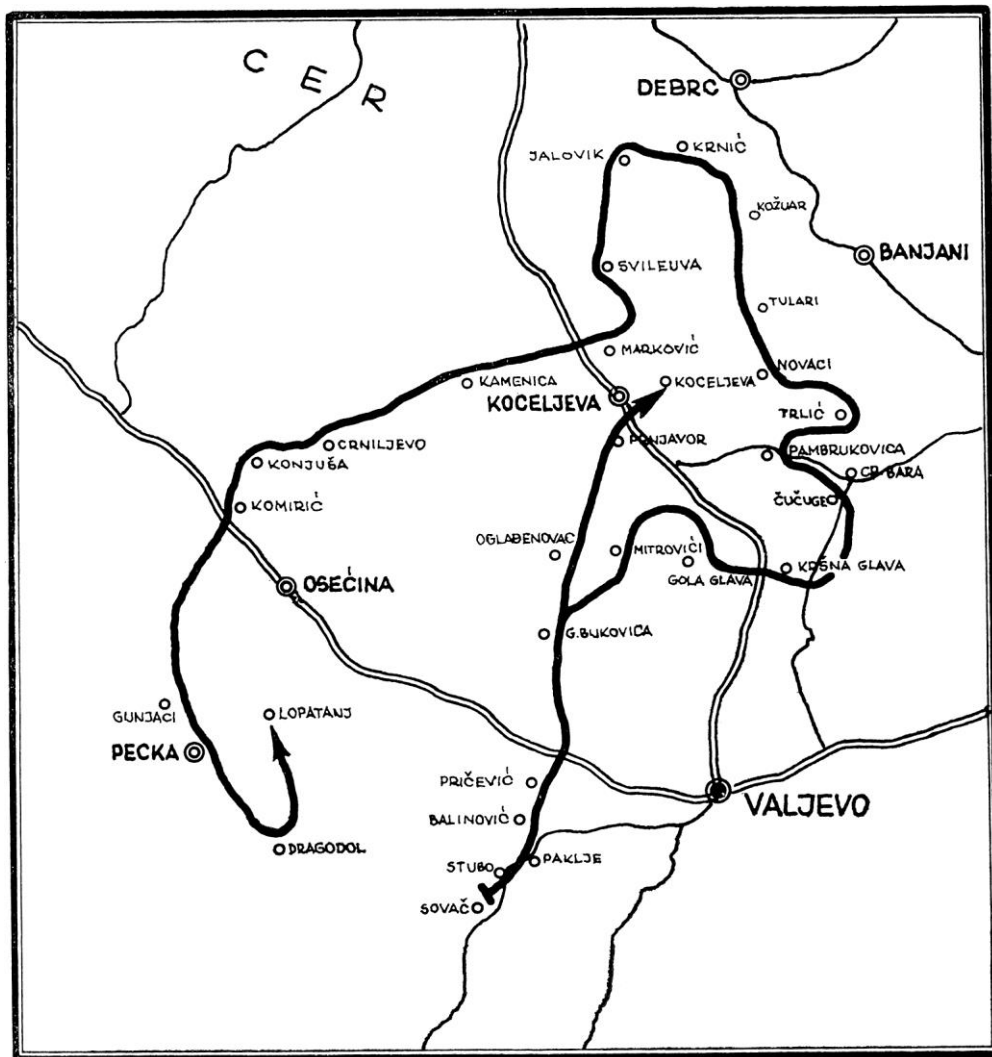 CER
DEBRC
JALOVIK
KRNIĆ
KOŽUAR
BANJANI
SVILEUVA
TULARI
MARKOVIĆ
NOVACI
KAMENICA
KOCELJEVA
KOCELJEVA
TRLIĆ
CRNILJEVO
PONJAVOR
PAMBRUKOVICA
KONJUŠA
CR. BARA
ČUČUGE
KOMIRIĆ
OGLAĐENOVAC
MITROVIĆI
GOLA GLAVA
KRŠNA GLAVA
OSEĆINA
G. BUKOVICA
GUNJACI
LOPATANJ
PECKA
PRIČEVIĆ
VALJEVO
BALINOVIĆ
DRAGODOL
STUBO
PAKLJE
SOVAČ